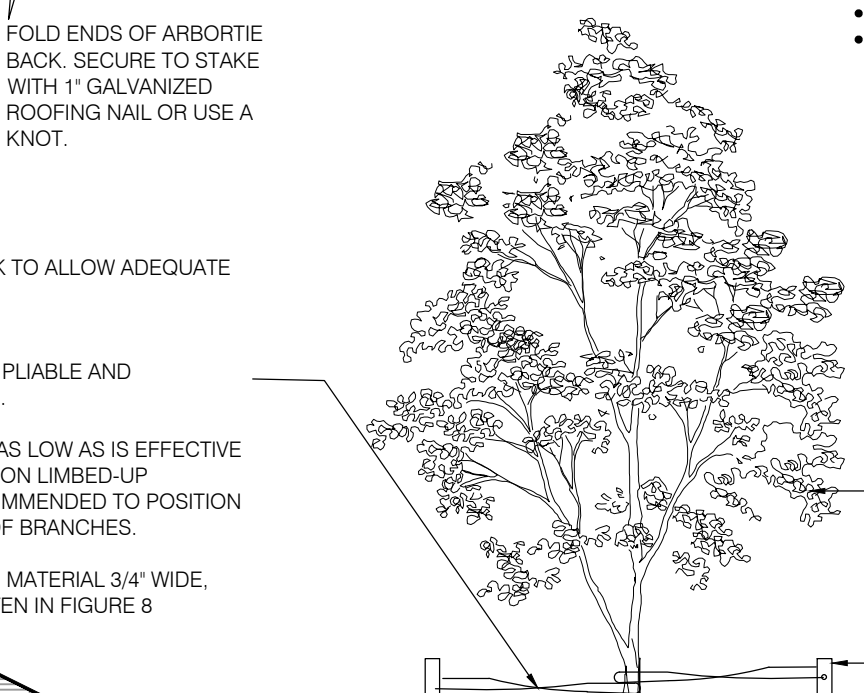 FOLD ENDS OF ARBORTIE
BACK. SECURE TO STAKE
WITH 1" GALVANIZED
ROOFING NAIL OR USE A
KNOT.
TO ALLOW ADEQUATE
PLIABLE AND
.
AS LOW AS IS EFFECTIVE
ON LIMBED-UP
MMENDED TO POSITION
OF BRANCHES.
MATERIAL 3/4" WIDE,
TEN IN FIGURE 8